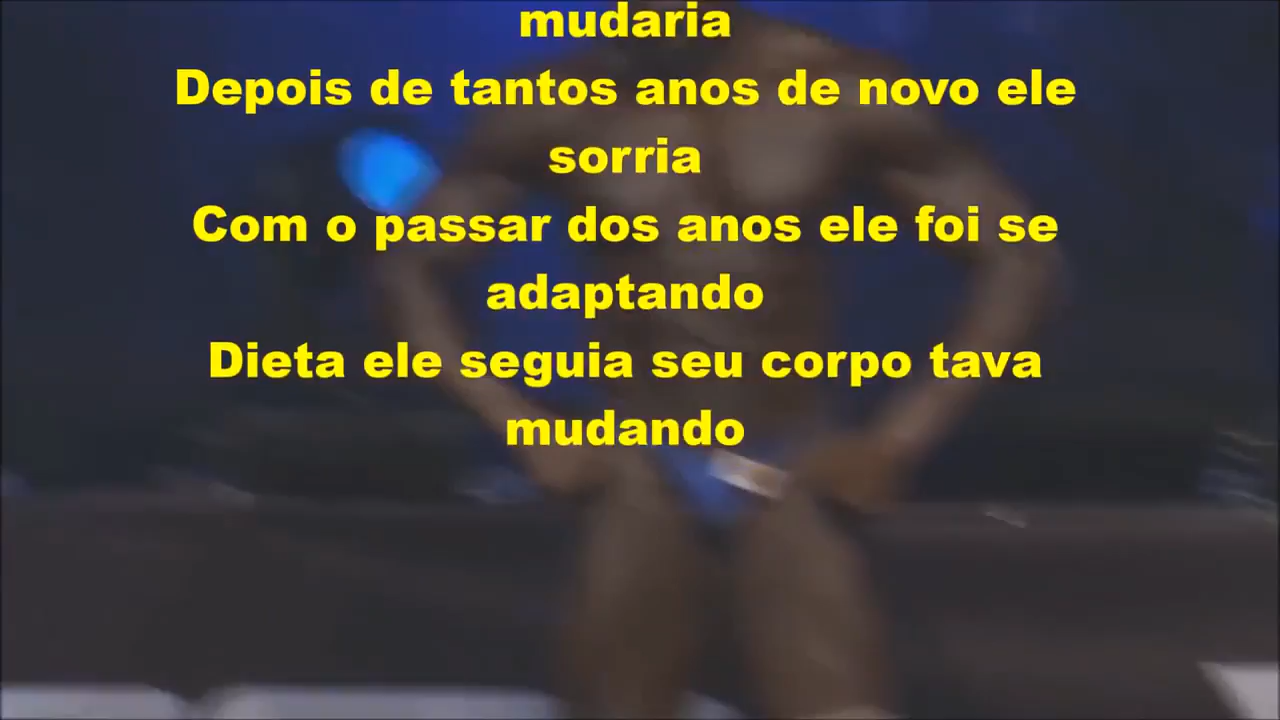 mudaria
Depois de tantos anos de novo ele
sorria
Com o passar dos anos ele foi se
adaptando
Dieta ele seguia seu corpo tava
mudando